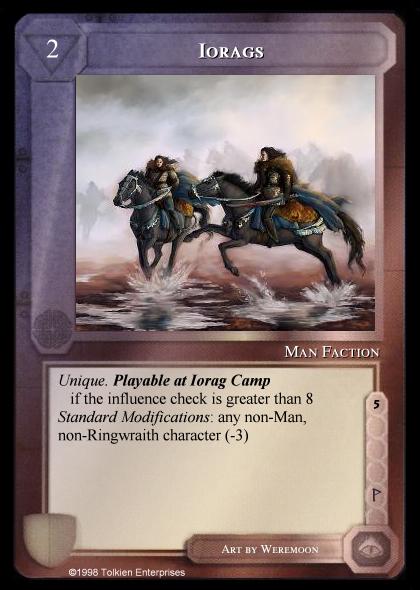 2
IORAGS
MAN FACTION
Unique. Playable at Iorag Camp
if the influence check is greater than 8
Standard Modifications: any non-Man,
non-Ringwraith character (-3)
5
ᚹ
ART BY WEREMOON
©1998 Tolkien Enterprises